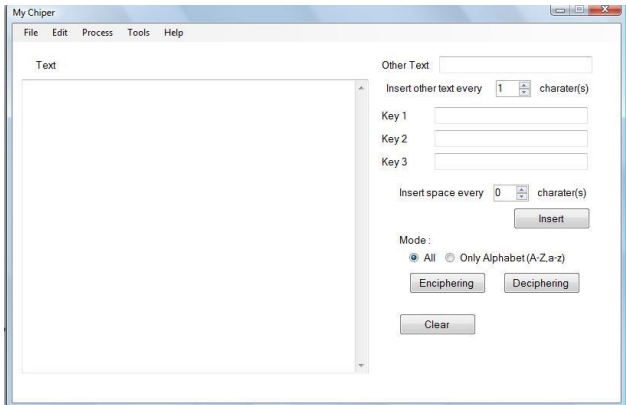 My Chiper
File Edit Process Tools Help
Text
Other Text
Insert other text every 1 charater(s)
Key 1
Key 2
Key 3
Insert space every 0 charater(s)
Insert
Mode :
All Only Alphabet (A-Z,a-z)
Enciphering Deciphering
Clear